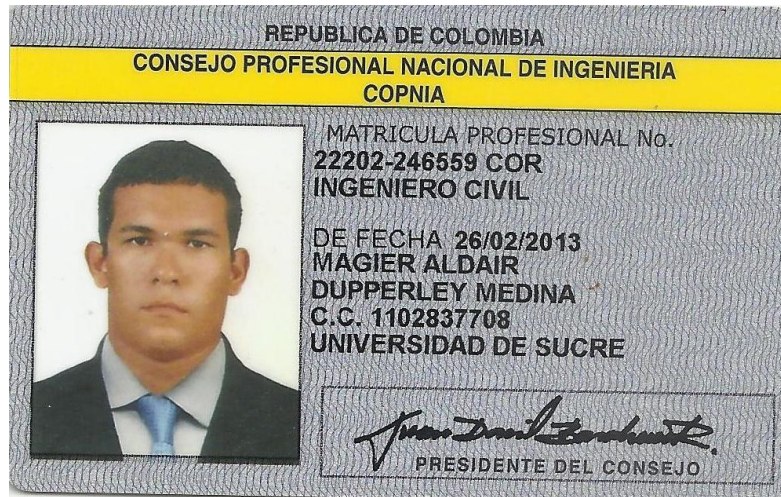 REPUBLICA DE COLOMBIA
CONSEJO PROFESIONAL NACIONAL DE INGENIERIA
COPNIA
MATRICULA PROFESIONAL No.
22202-246559 COR
INGENIERO CIVIL
DE FECHA 26/02/2013
MAGIER ALDAIR
DUPPERLEY MEDINA
C.C. 1102837708
UNIVERSIDAD DE SUCRE
PRESIDENTE DEL CONSEJO